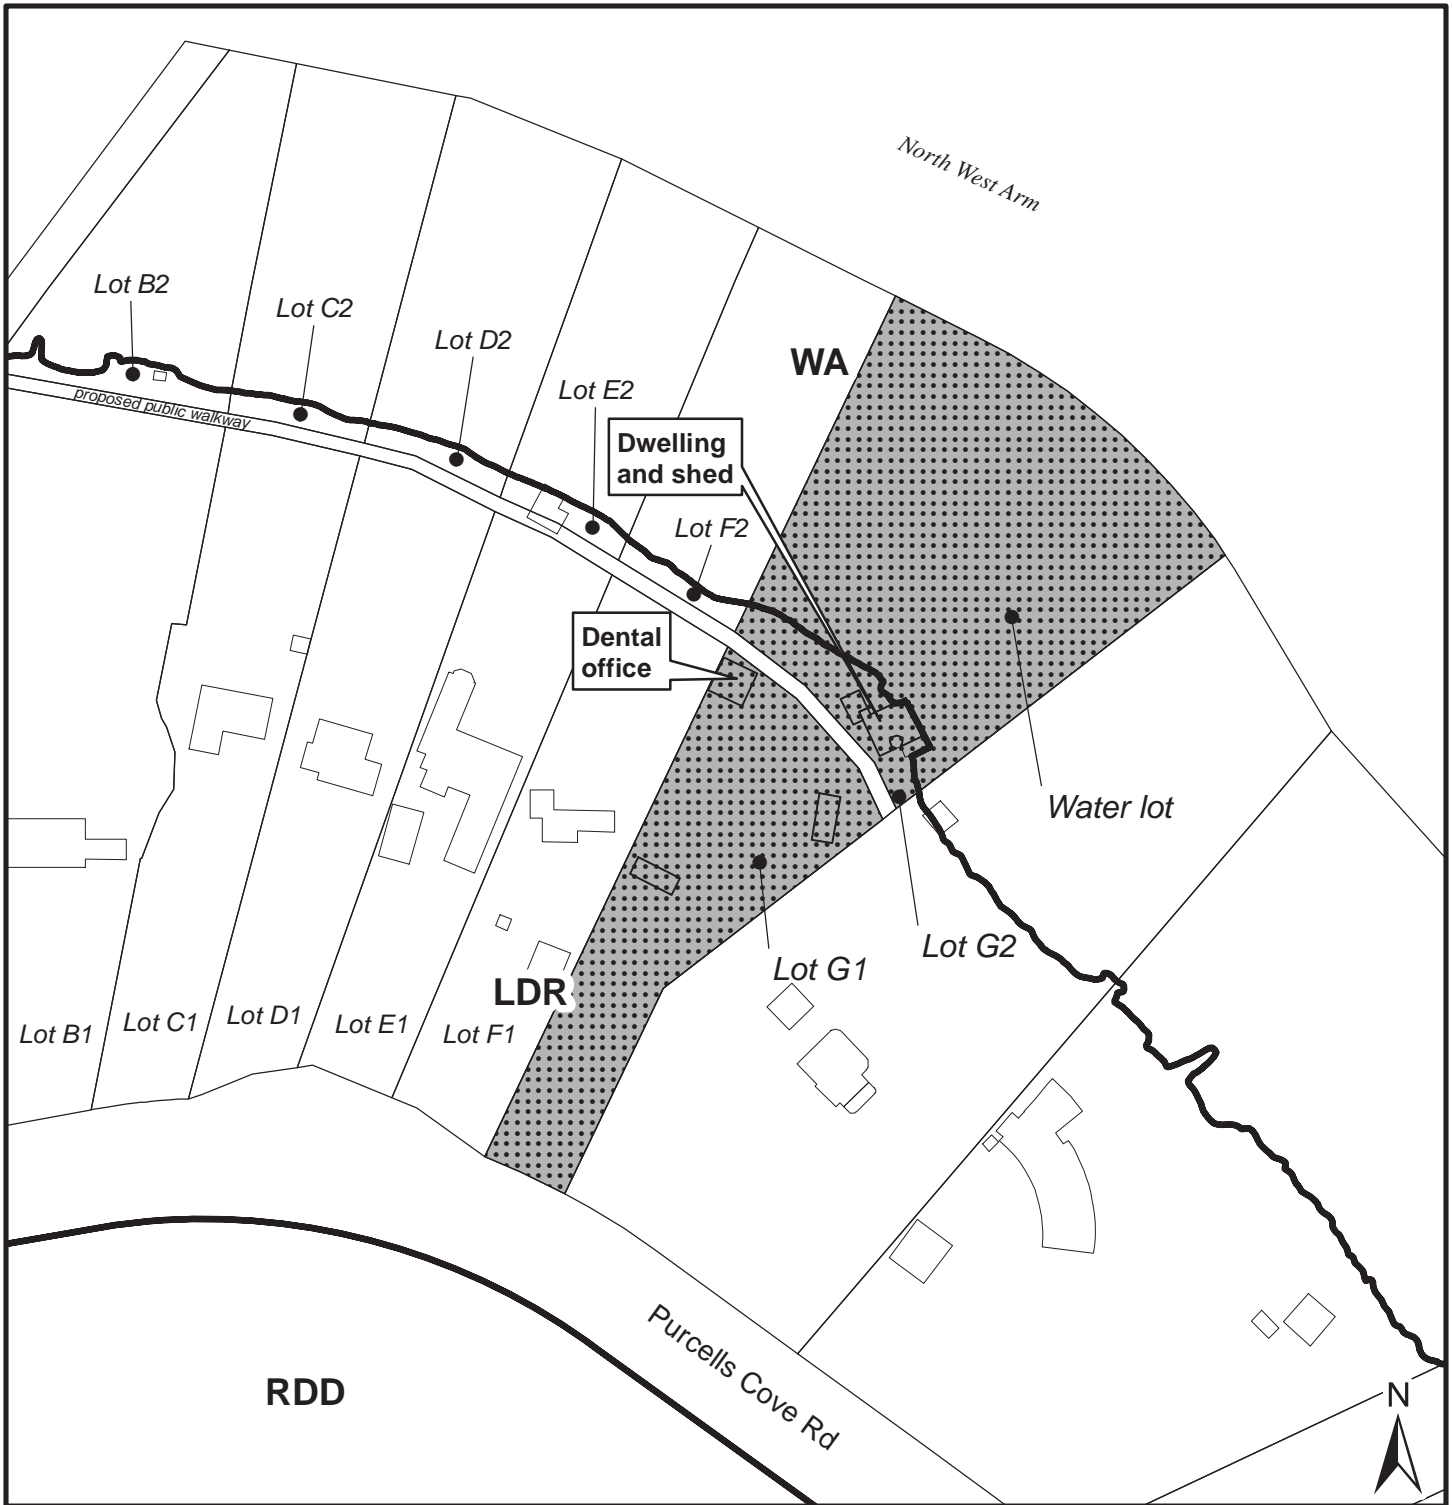 North West Arm
Lot B2
Lot C2
Lot D2
WA
Lot E2
proposed public walkway
Dwelling
and shed
Lot F2
Dental
office
Water lot
Lot G2
Lot G1
LDR
Lot B1
Lot C1
Lot D1
Lot E1
Lot F1
Purcells Cove Rd
RDD
N